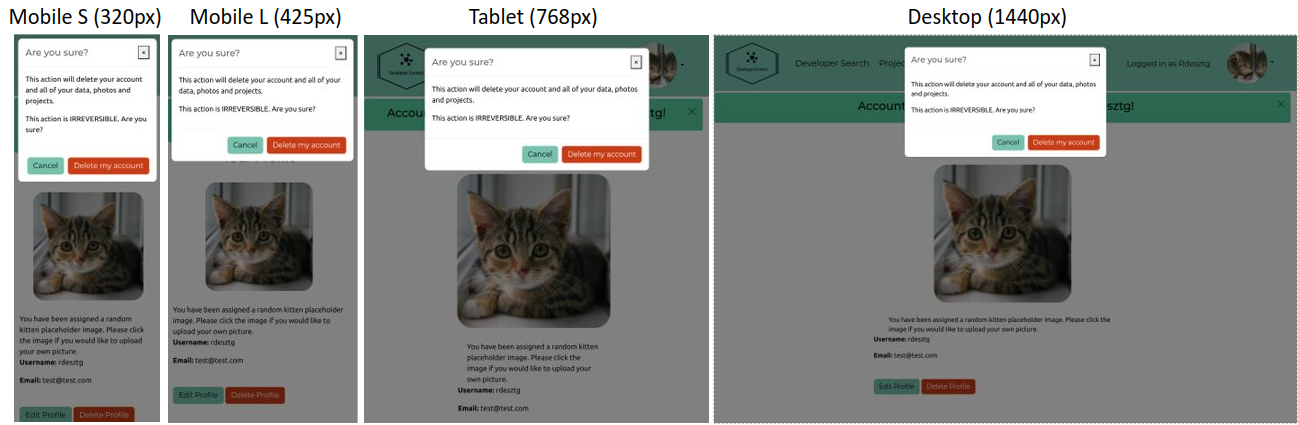 Mobile S (320px)
Mobile L (425px)
Tablet (768px)
Desktop (1440px)
Are you sure?
×
This action will delete your account
and all of your data, photos and
projects.
This action is IRREVERSIBLE. Are you
sure?
Cancel
Delete my account
You have been assigned a random
kitten placeholder image. Please click
the image if you would like to upload
your own picture.
Username: rdesztg
Email: test@test.com
Edit Profile
Delete Profile
Are you sure?
×
This action will delete your account and all of your
data, photos and projects.
This action is IRREVERSIBLE. Are you sure?
Cancel
Delete my account
You have been assigned a random kitten placeholder
image. Please click the image if you would like to
upload your own picture.
Username: rdesztg
Email: test@test.com
Edit Profile
Delete Profile
Developer Connect
Are you sure?
×
This action will delete your account and all of your data, photos
and projects.
This action is IRREVERSIBLE. Are you sure?
Cancel
Delete my account
tg!
×
You have been assigned a random kitten
placeholder image. Please click the
image if you would like to upload your
own picture.
Username: rdesztg
Email: test@test.com
Developer Connect
Developer Search
Logged in as Rdesztg
Are you sure?
×
This action will delete your account and all of your data, photos
and projects.
This action is IRREVERSIBLE. Are you sure?
Cancel
Delete my account
Account
sztg!
×
You have been assigned a random kitten placeholder image. Please click the
image if you would like to upload your own picture.
Username: rdesztg
Email: test@test.com
Edit Profile
Delete Profile